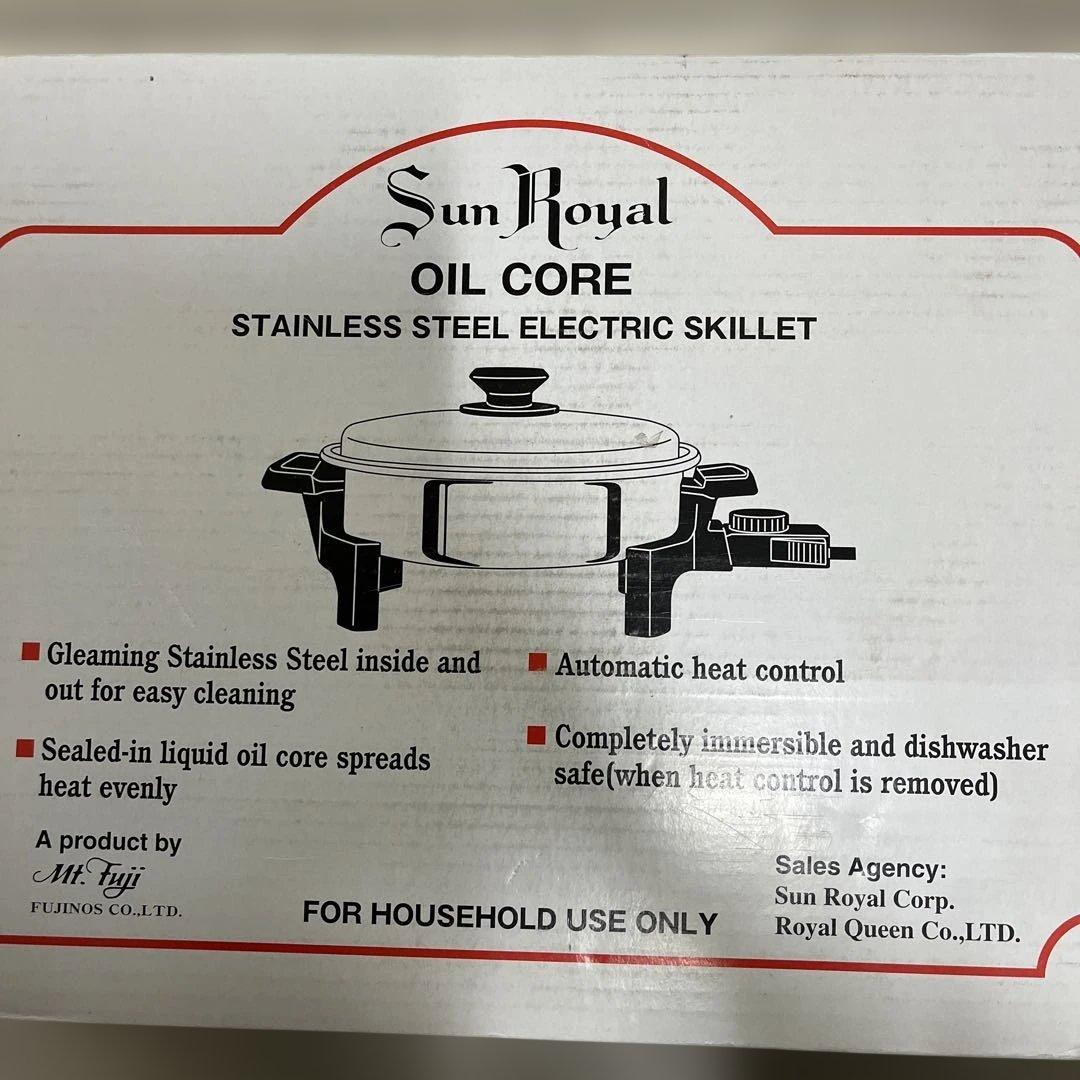 Sun Royal
OIL CORE
STAINLESS STEEL ELECTRIC SKILLET
Gleaming Stainless Steel inside and
out for easy cleaning
Sealed-in liquid oil core spreads
heat evenly
Automatic heat control
Completely immersible and dishwasher
safe(when heat control is removed)
A product by
Mt. Fuji
FUJINOS CO.,LTD.
FOR HOUSEHOLD USE ONLY
Sales Agency:
Sun Royal Corp.
Royal Queen Co.,LTD.